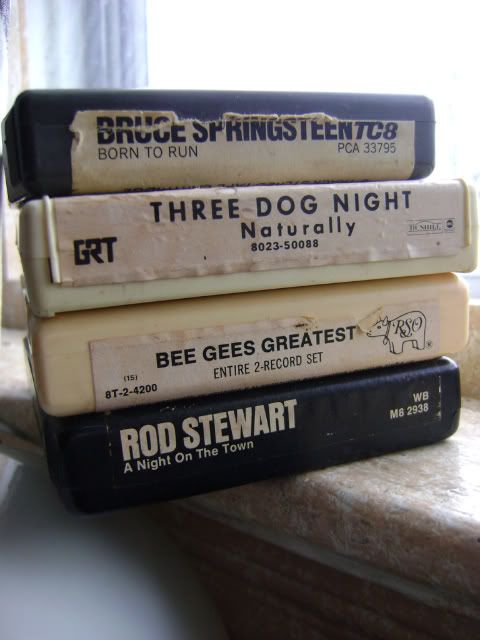 BRUCE SPRINGSTEEN TC8
BORN TO RUN PCA 33795
THREE DOG NIGHT
Naturally
8023-50088
GRT
DUNHILL abc
BEE GEES GREATEST
ENTIRE 2-RECORD SET
(15)
8T-2-4200
RSO
®
ROD STEWART
A Night On The Town
WB
M8 2938